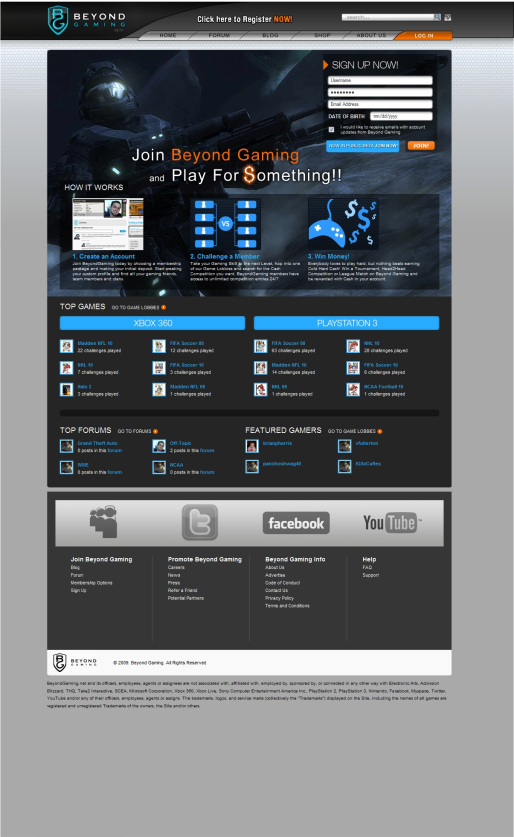 BEYOND
GAMING
BETA
Click here to Register NOW!
search...
HOME
FORUM
BLOG
SHOP
ABOUT US
LOG IN
SIGN UP NOW!
Username
Email Address
DATE OF BIRTH
mm/dd/yyyy
I would like to receive emails with account
updates from Beyond Gaming
NOW IN PUBLIC BETA JOIN NOW!
JOIN!
Join Beyond Gaming
and Play For $omething!!
HOW IT WORKS
VS
1. Create an Account
Join BeyondGaming today by choosing a membership
package and making your initial deposit. Start creating
your custom profile and find all your gaming friends,
team members and clans.
2. Challenge a Member
Take your Gaming Skill to the next Level, hop into one
of our Game Lobbies and search for the Cash
Competition you want. BeyondGaming members have
access to unlimited competition entries 24/7.
3. Win Money!
Everybody loves to play hard, but nothing beats earning
Cold Hard Cash! Win a Tournament, Head2Head
Competition or League Match on Beyond Gaming and
be rewarded with Cash for playing.
TOP GAMES
GO TO GAME LOBBIES
XBOX 360
PLAYSTATION 3
Madden NFL 10
22 challenges played
FIFA Soccer 09
12 challenges played
FIFA Soccer 09
63 challenges played
NHL 10
28 challenges played
NHL 10
7 challenges played
FIFA Soccer 10
3 challenges played
Madden NFL 10
14 challenges played
FIFA Soccer 10
6 challenges played
Halo 3
3 challenges played
Madden NFL 09
1 challenges played
NHL 09
1 challenges played
NCAA Football 10
1 challenges played
TOP FORUMS
GO TO FORUMS
FEATURED GAMERS
GO TO GAME LOBBIES
Grand Theft Auto
0 posts in this forum
Off-Topic
2 posts in this forum
brianpharris
vfullerton
WWE
0 posts in this forum
NCAA
0 posts in this forum
KillaCaflex
facebook
YouTube
Join Beyond Gaming
Blog
Forum
Membership Options
Sign Up
Promote Beyond Gaming
Careers
News
Press
Refer a Friend
Potential Partners
Beyond Gaming Info
About Us
Advertise
Code of Conduct
Contact Us
Privacy Policy
Terms and Conditions
Help
FAQ
Support
BEYOND
GAMING
© 2009. Beyond Gaming. All Rights Reserved
BeyondGaming.net and its officers, employees, agents or assignees are not associated with, affiliated with, employed by, sponsored by, or connected in any other way with Electronic Arts, Activision
Blizzard, THQ, Take2 Interactive, SCEA, Microsoft Corporation, Xbox 360, Xbox Live, Sony Computer Entertainment America Inc., PlayStation 2, PlayStation 3, Nintendo, Facebook, Myspace, Twitter,
YouTube and/or any of their officers, employees, agents or assigns. The trademarks, logos, and service marks (collectively the "Trademarks") displayed on the Site, including the names of all games are
registered and unregistered Trademarks of the owners, the Site and/or others.